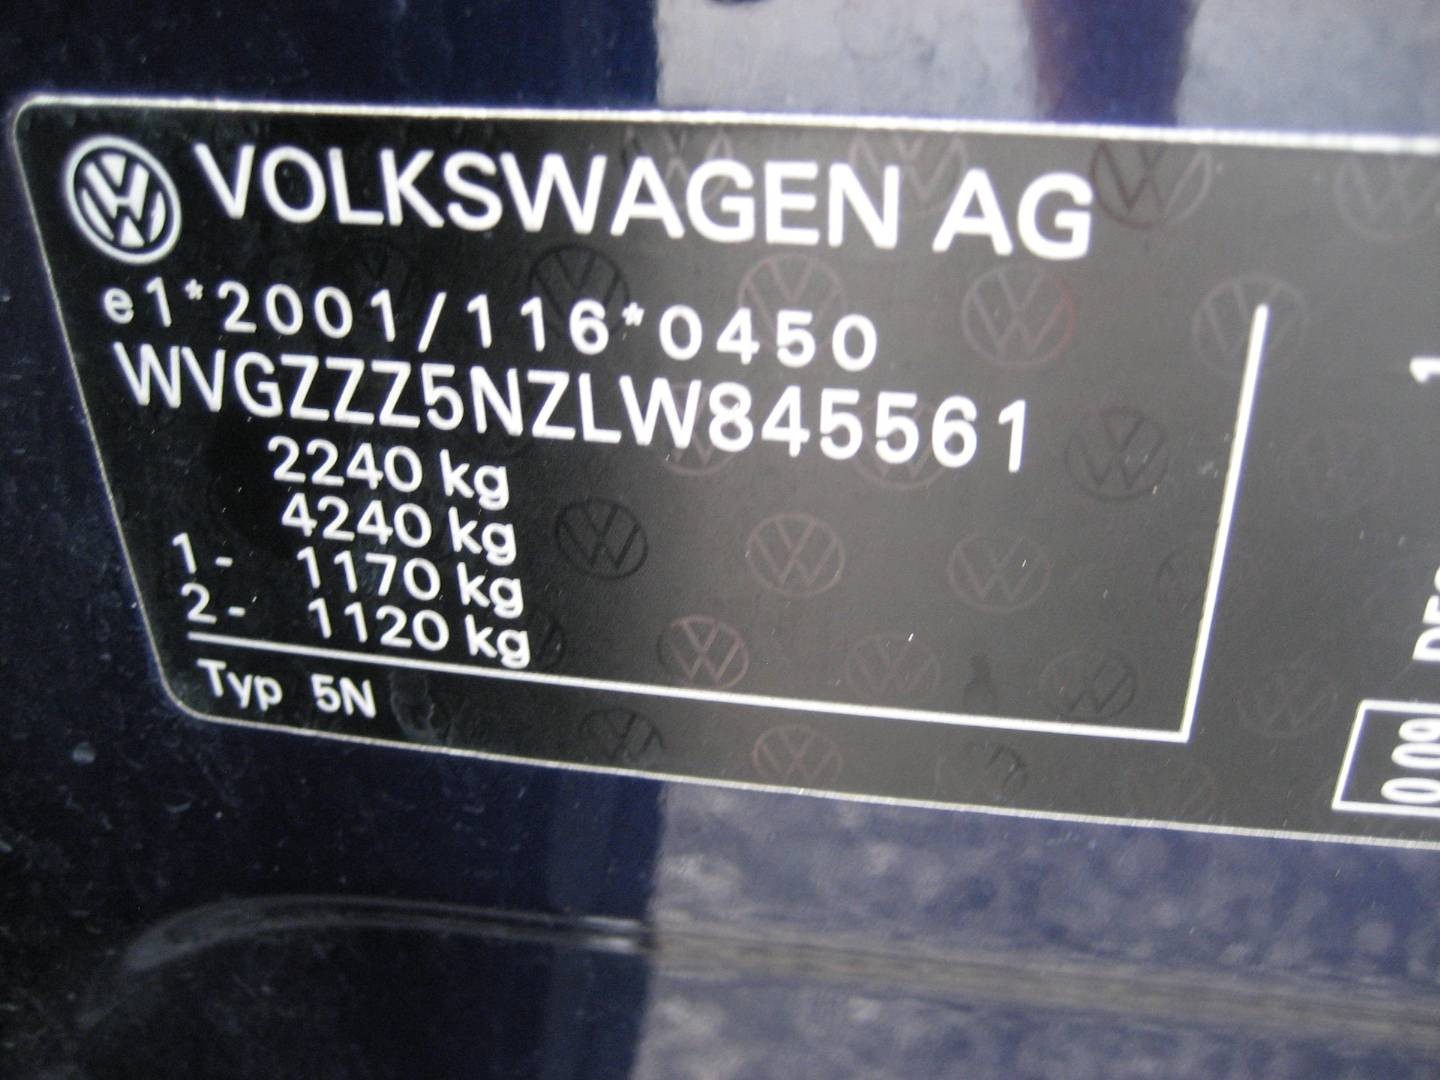 VOLKSWAGEN AG
e1*2001/116*0450
WVGZZZ5NZLW845561
2240 kg
4240 kg
1- 1170 kg
2- 1120 kg
Typ 5N